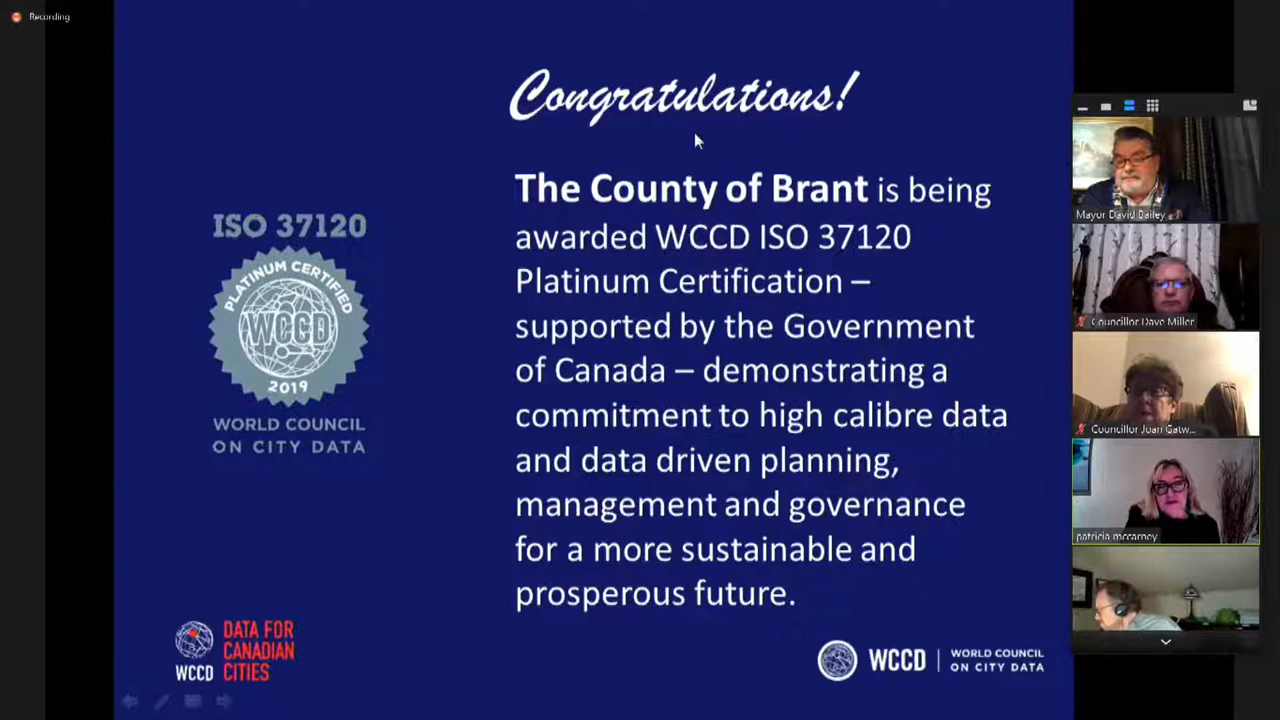 Recording
Congratulations!
The County of Brant is being
awarded WCCD ISO 37120
Platinum Certification –
supported by the Government
of Canada – demonstrating a
commitment to high calibre data
and data driven planning,
management and governance
for a more sustainable and
prosperous future.
ISO 37120
PLATINUM CERTIFIED
WCCD
2019
WORLD COUNCIL
ON CITY DATA
WCCD
DATA FOR
CANADIAN
CITIES
WCCD
WORLD COUNCIL
ON CITY DATA
Mayor David Bailey
Councillor Dave Miller
Councillor Joan Gatw...
patricia mccarney